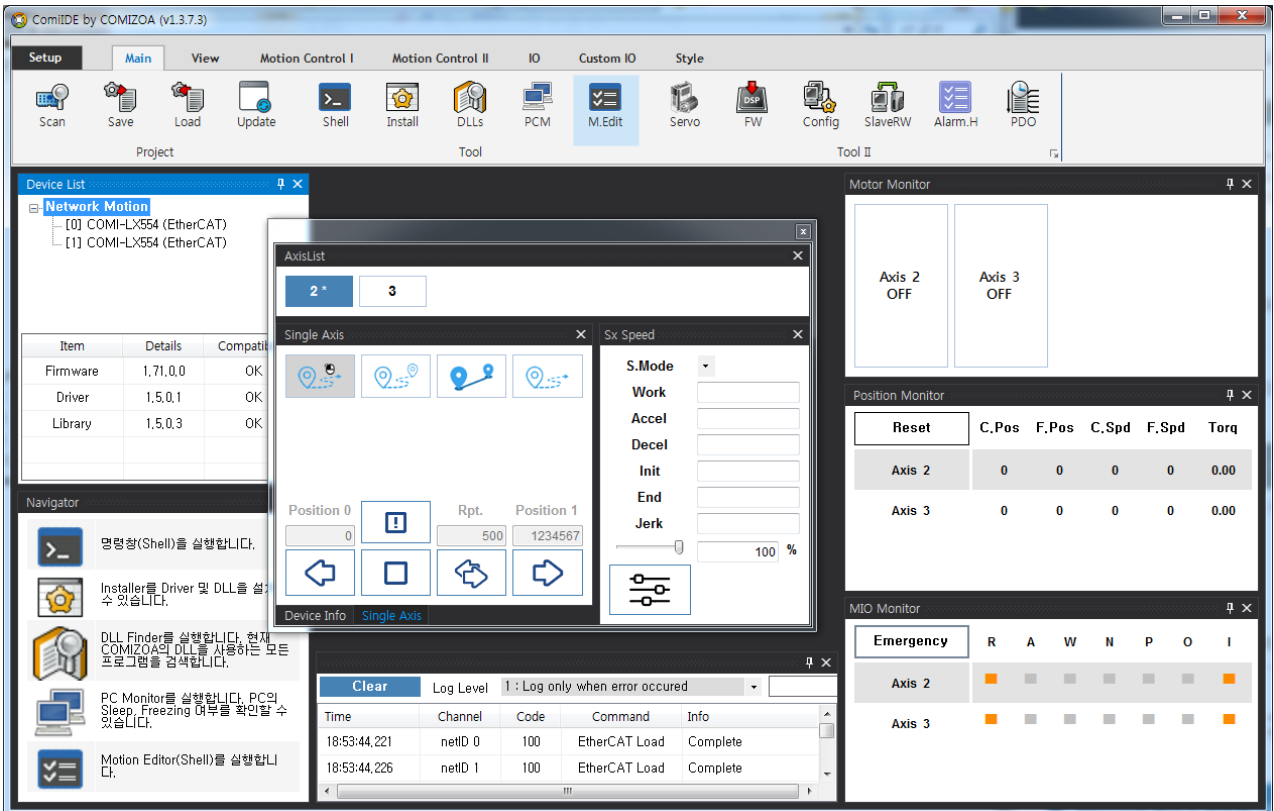 ComiIDE by COMIZOA (v1.3.7.3)
Setup Main View Motion Control I Motion Control II IO Custom IO Style
Scan Save Load Update Shell Install DLLs PCM M.Edit Servo FW Config SlaveRW Alarm.H PDO
DSP
Project Tool Tool II
Device List
Network Motion
[0] COMI-LX554 (EtherCAT)
[1] COMI-LX554 (EtherCAT)
Item Details
Firmware 1,71,0,0 OK
Driver 1,5,0,1 OK
Library 1,5,0,3 OK
Navigator
명령창(Shell)을 실행합니다.
Installer를 Driver 및 DLL을 설
수 있습니다.
DLL Finder를 실행합니다. 현재
COMIZOA의 DLL을 사용하는 모든
프로그램을 검색합니다.
PC Monitor를 실행합니다. PC의
Sleep, Freezing 여부를 확인할 수
있습니다.
Motion Editor(Shell)를 실행합니
다.
AxisList
2 * 3
Single Axis
Position 0 Rpt. Position 1
0 500 1234567
Device Info Single Axis
Sx Speed
S.Mode
Work
Accel
Decel
Init
End
Jerk
100 %
Clear Log Level 1 : Log only when error occured
Time Channel Code Command Info
18:53:44,221 netID 0 100 EtherCAT Load Complete
18:53:44,226 netID 1 100 EtherCAT Load Complete
Motor Monitor
Axis 2 Axis 3
OFF OFF
Position Monitor
Reset C,Pos F,Pos C,Spd F,Spd Torq
Axis 2 0 0 0 0 0.00
Axis 3 0 0 0 0 0.00
MIO Monitor
Emergency R A W N P O I
Axis 2
Axis 3